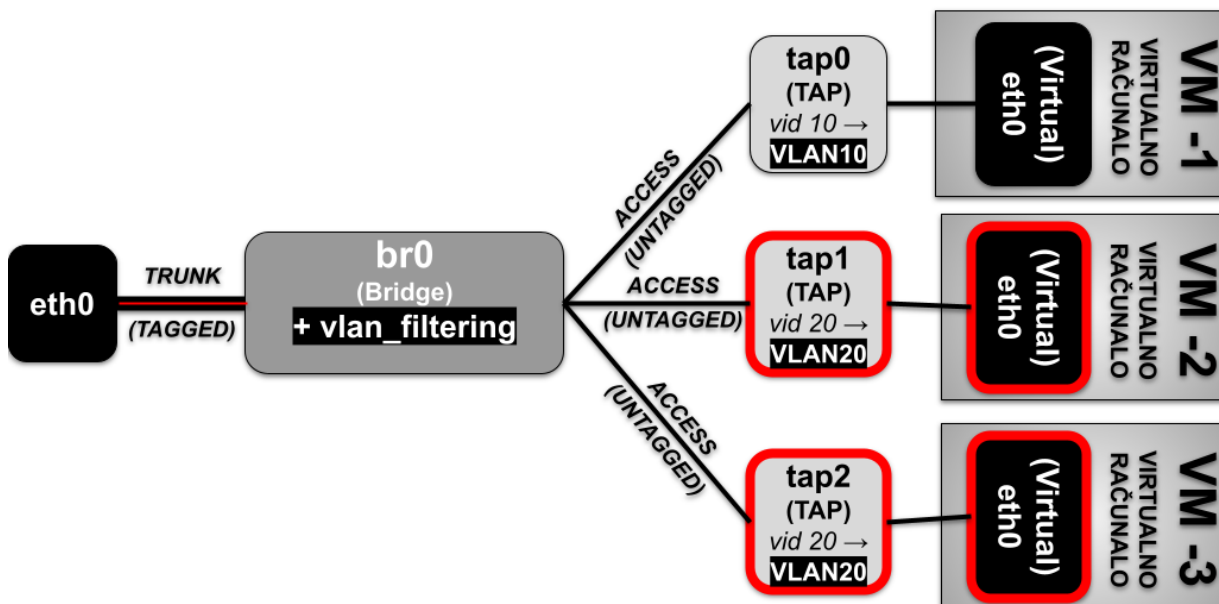 eth0
TRUNK
(TAGGED)
br0
(Bridge)
+ vlan_filtering
ACCESS
(UNTAGGED)
tap0
(TAP)
vid 10 →
VLAN10
(Virtual)
eth0
VIRTUALNO
RAČUNALO
VM -1
ACCESS
(UNTAGGED)
tap1
(TAP)
vid 20 →
VLAN20
(Virtual)
eth0
VIRTUALNO
RAČUNALO
VM -2
ACCESS
(UNTAGGED)
tap2
(TAP)
vid 20 →
VLAN20
(Virtual)
eth0
VIRTUALNO
RAČUNALO
VM -3